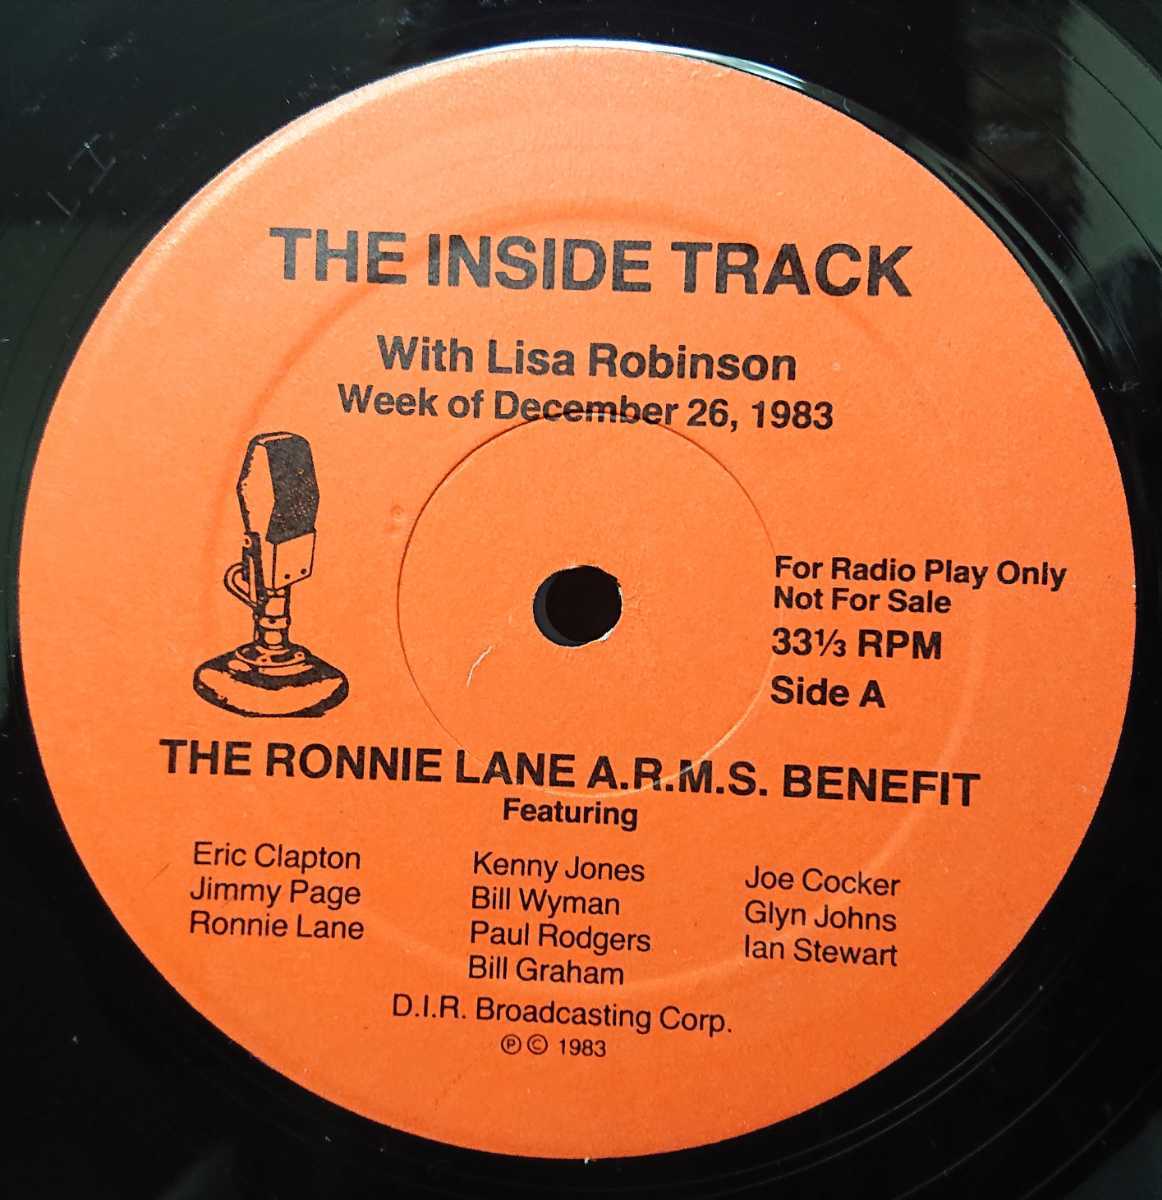 THE INSIDE TRACK
With Lisa Robinson
Week of December 26, 1983
For Radio Play Only
Not For Sale
33⅓ RPM
Side A
THE RONNIE LANE A.R.M.S. BENEFIT
Featuring
Eric Clapton
Jimmy Page
Ronnie Lane
Kenny Jones
Bill Wyman
Paul Rodgers
Bill Graham
Joe Cocker
Glyn Johns
Ian Stewart
D.I.R. Broadcasting Corp.
℗ © 1983